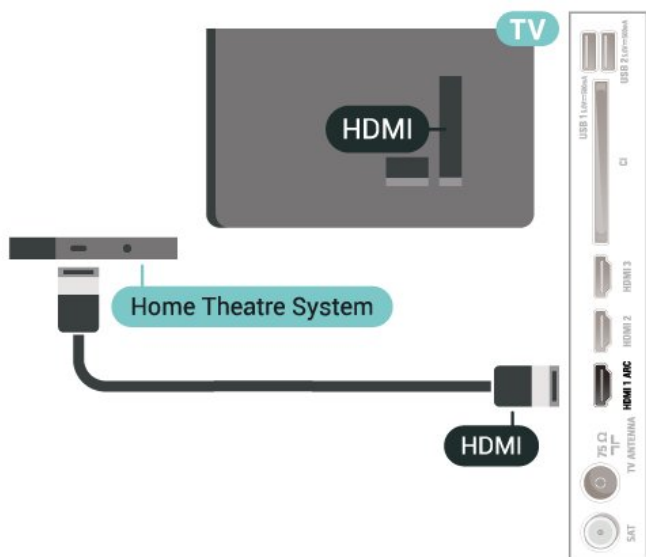 TV
HDMI
Home Theatre System
HDMI
USB 1
USB 2
CI
HDMI 3
HDMI 2
HDMI 1 ARC
75 Ω
TV ANTENNA
SAT